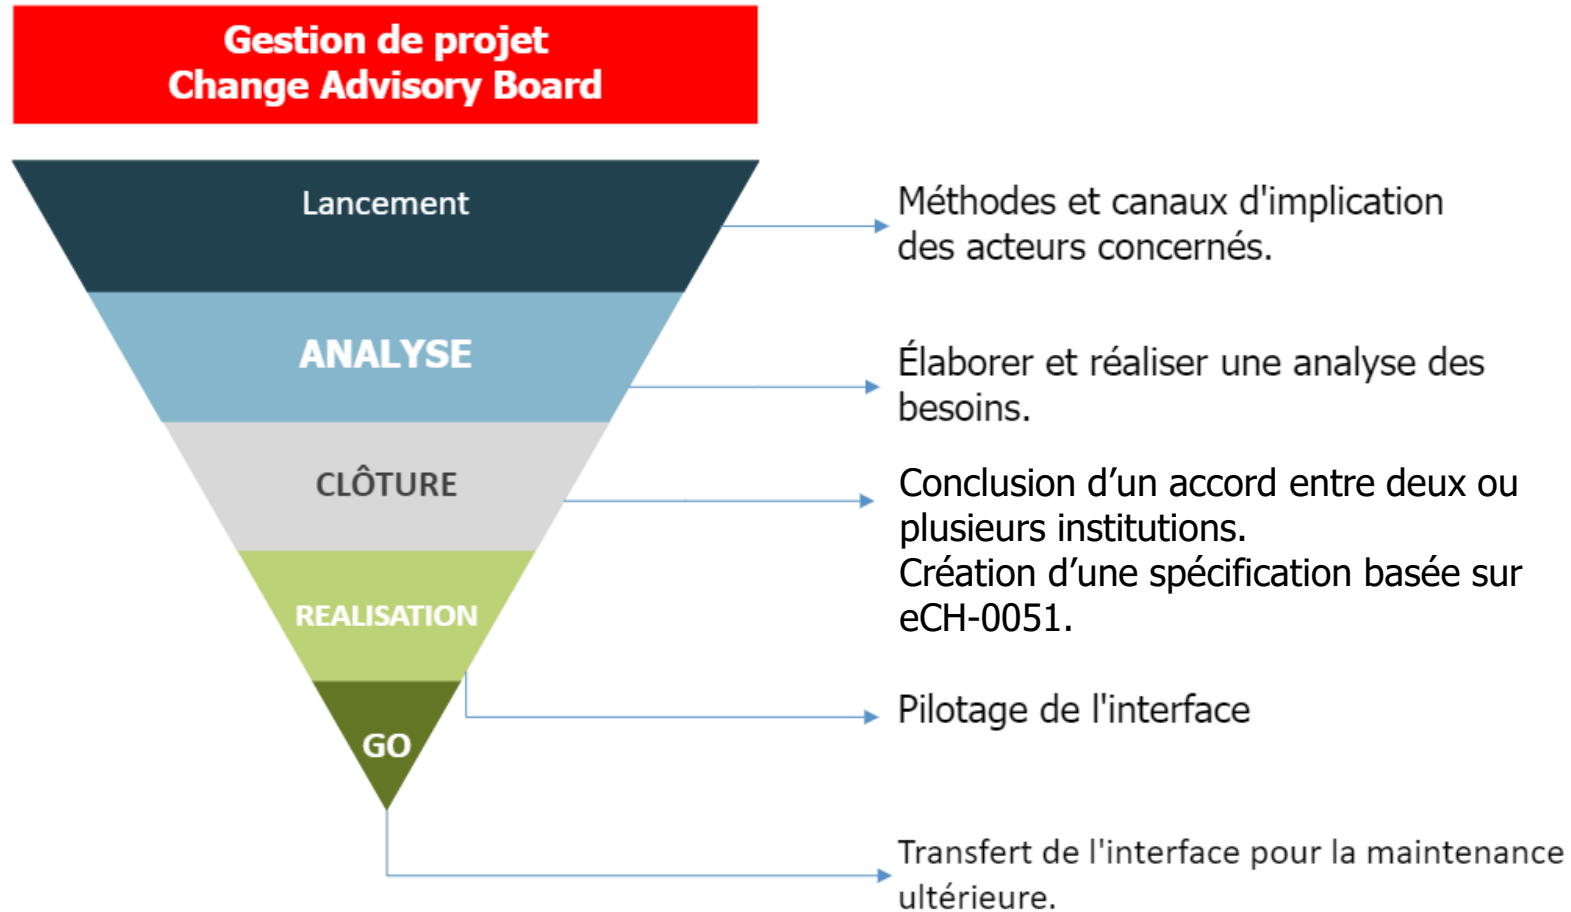 Gestion de projet
Change Advisory Board
Lancement
Méthodes et canaux d'implication
des acteurs concernés.
ANALYSE
Élaborer et réaliser une analyse des
besoins.
CLÔTURE
Conclusion d’un accord entre deux ou
plusieurs institutions.
Création d’une spécification basée sur
eCH-0051.
REALISATION
Pilotage de l'interface
GO
Transfert de l'interface pour la maintenance
ultérieure.